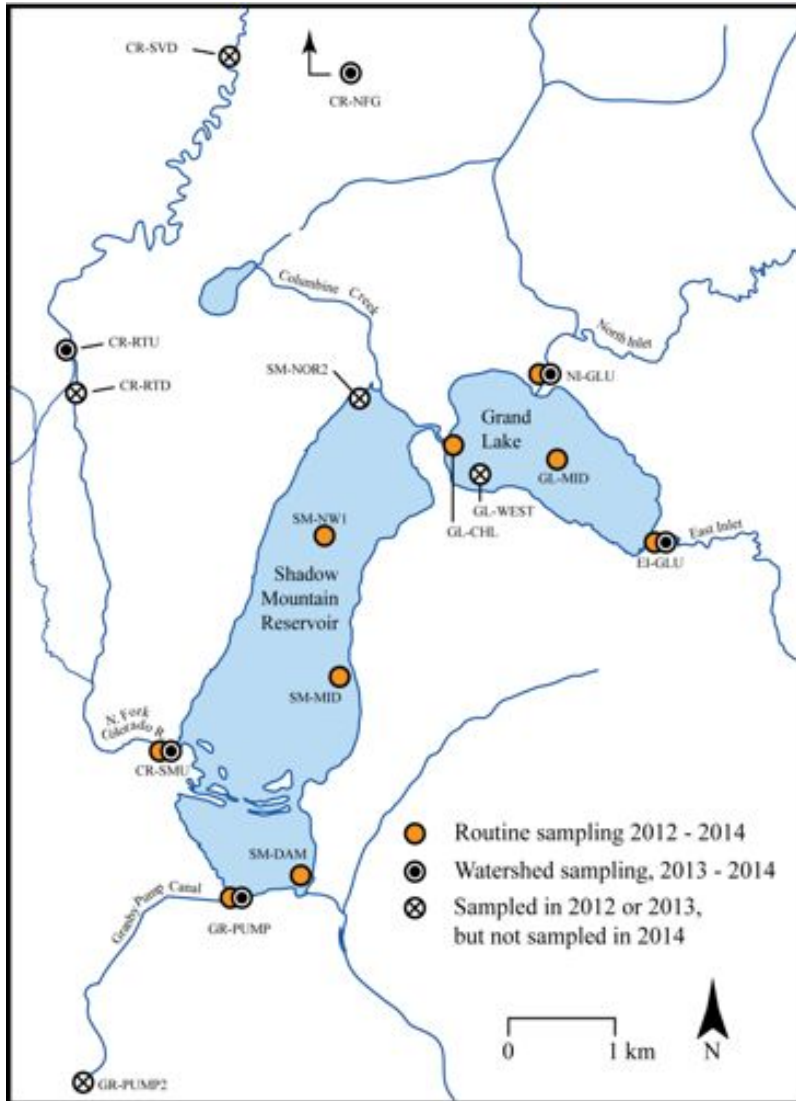 CR-SVD
CR-NFG
Columbine Creek
CR-RTU
North Inlet
CR-RTD
SM-NOR2
NI-GLU
Grand
Lake
GL-MID
GL-WEST
GL-CHL
SM-NW1
East Inlet
EI-GLU
Shadow
Mountain
Reservoir
SM-MID
N. Fork
Colorado R.
CR-SMU
SM-DAM
Granby Pump Canal
GR-PUMP
GR-PUMP2
Routine sampling 2012 - 2014
Watershed sampling, 2013 - 2014
Sampled in 2012 or 2013,
but not sampled in 2014
0
1 km
N